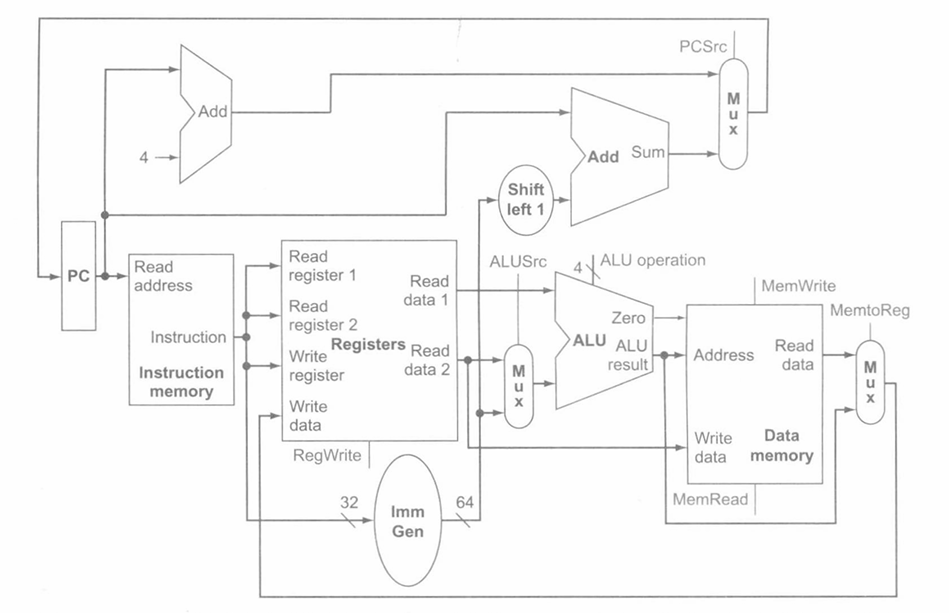 PCSrc
M
u
x
Add
4
Add Sum
Shift
left 1
PC
Read
address
Instruction
Instruction
memory
Read
register 1
Read
register 2
Write
register
Write
data
Registers
Read
data 1
Read
data 2
RegWrite
ALUSrc
M
u
x
4
ALU operation
Zero
ALU
ALU
result
MemWrite
Address
Read
data
Write
data
Data
memory
MemRead
MemtoReg
M
u
x
32
Imm
Gen
64